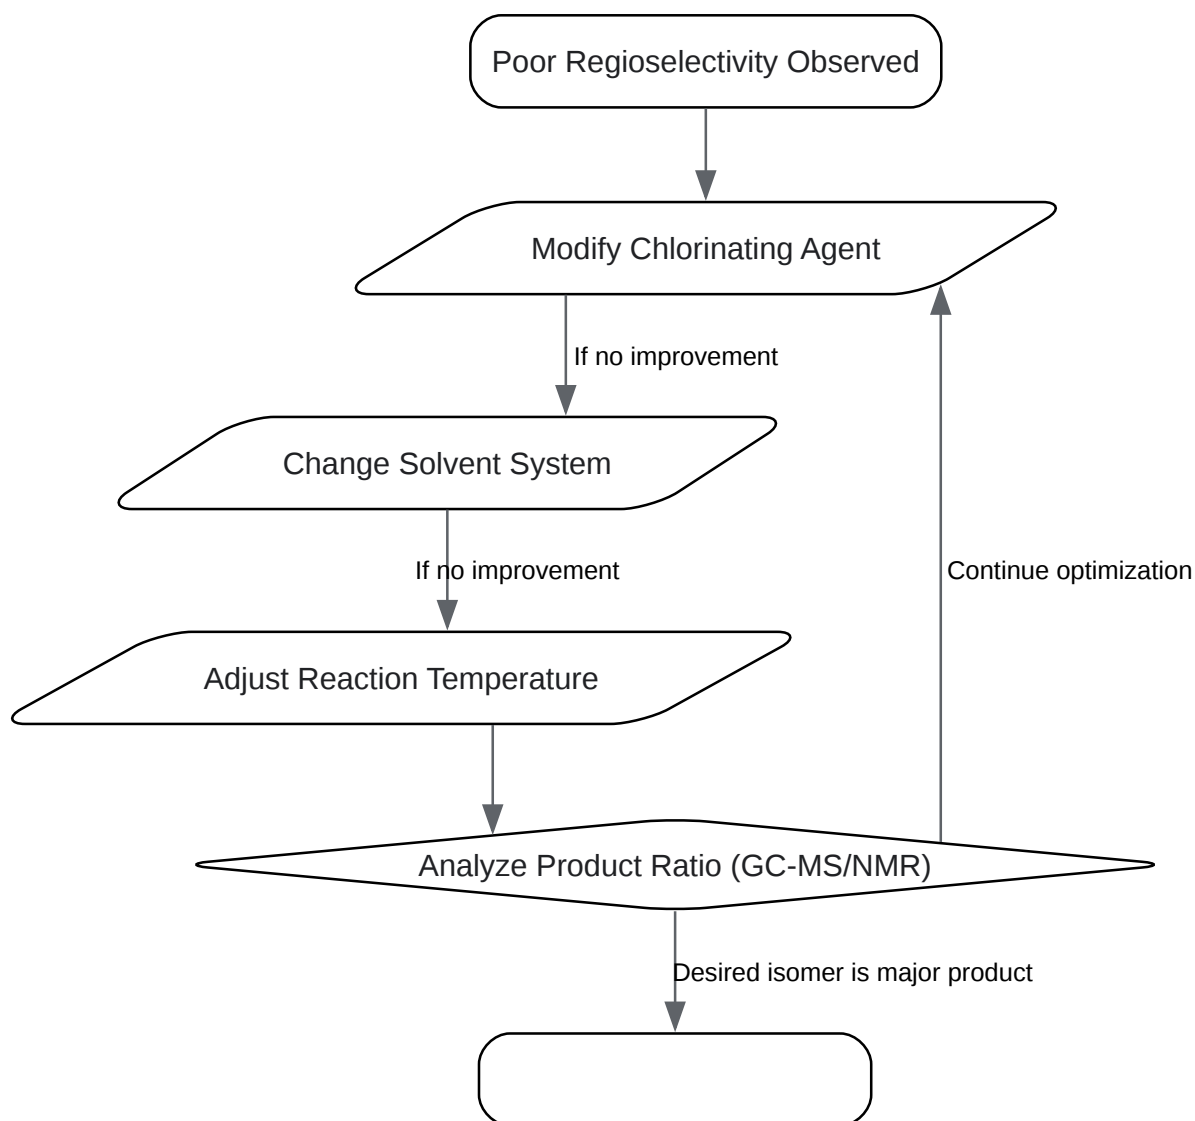 Poor Regioselectivity Observed
Modify Chlorinating Agent
If no improvement
Change Solvent System
If no improvement
Continue optimization
Adjust Reaction Temperature
Analyze Product Ratio (GC-MS/NMR)
Desired isomer is major product